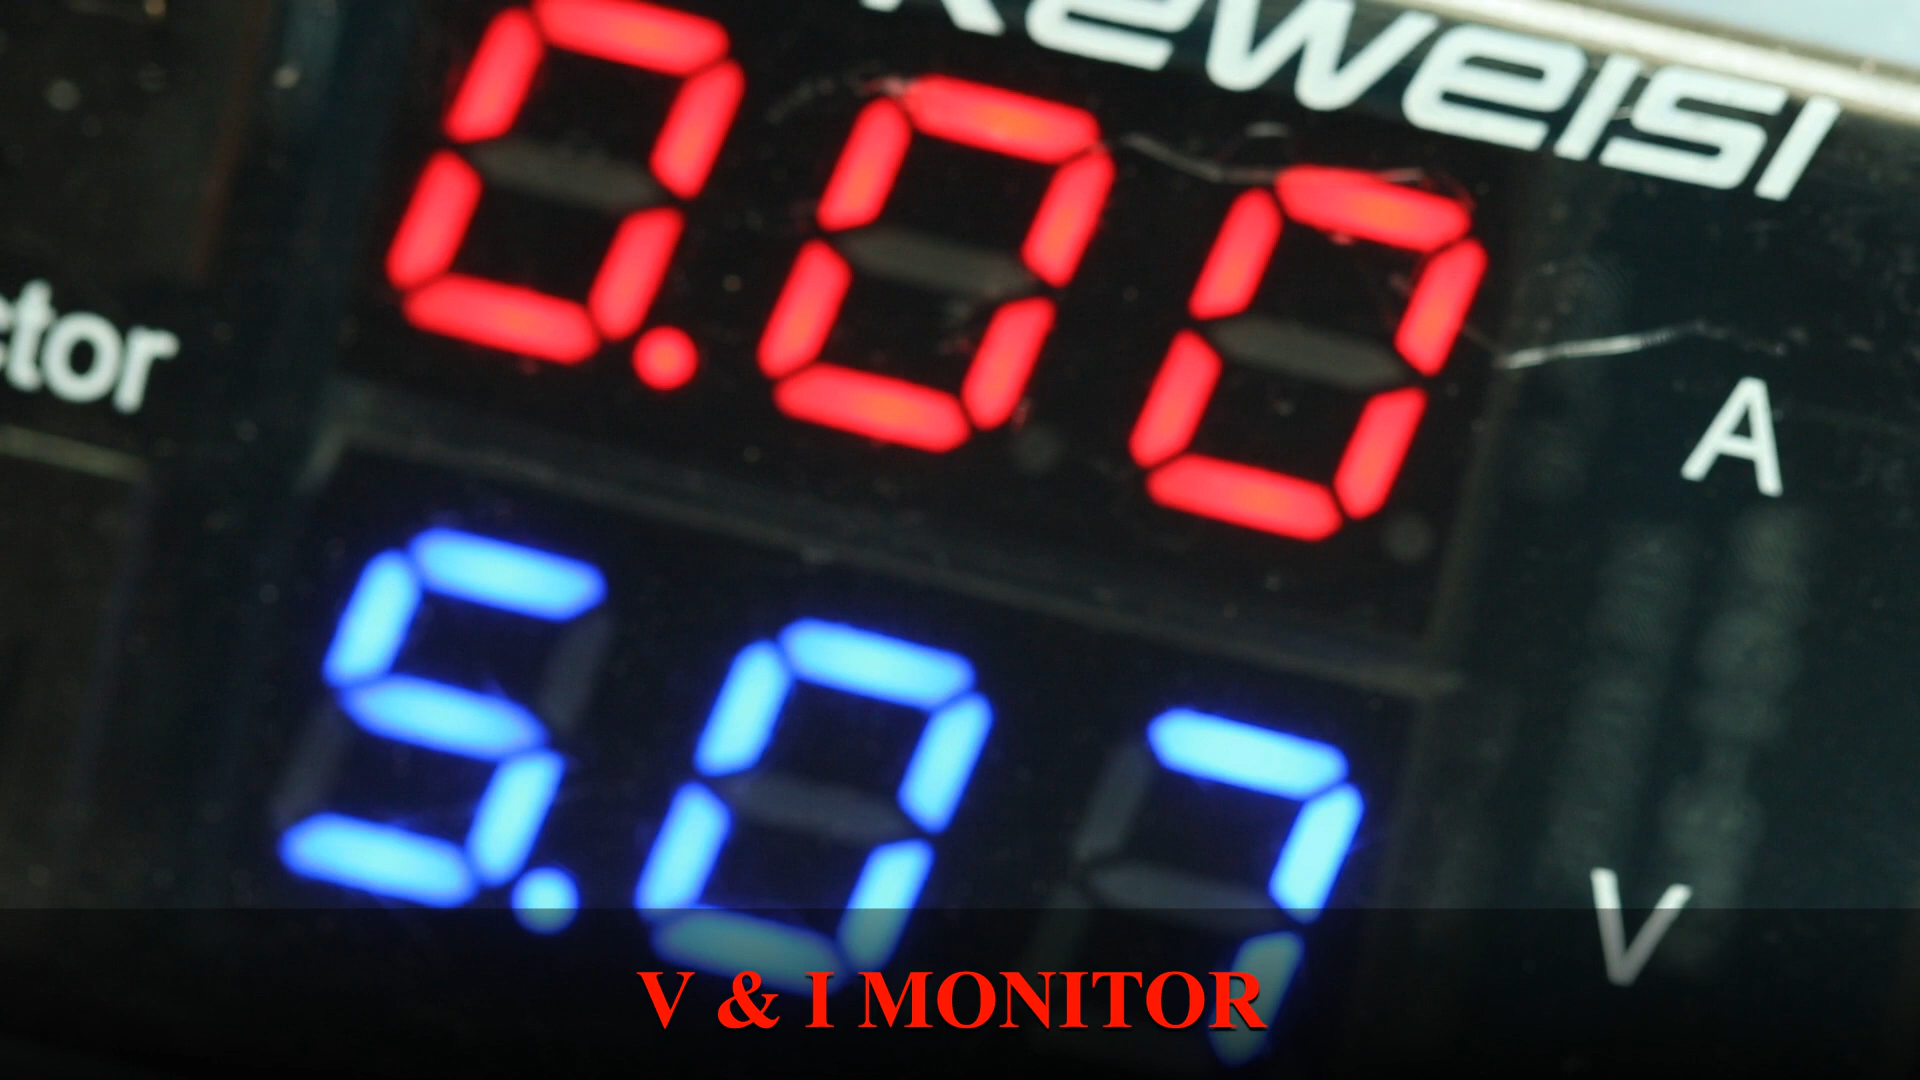 Keweisi
0.00 A
ctor
5.07 V
V & I MONITOR